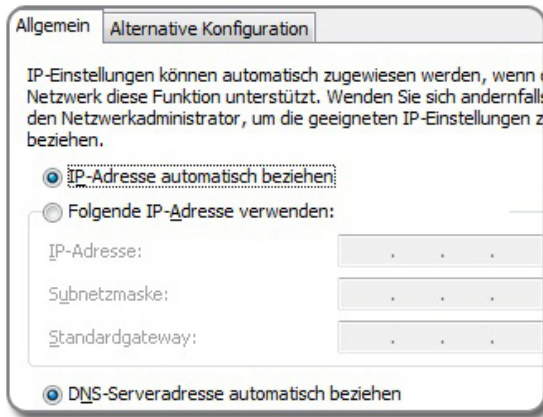 Allgemein Alternative Konfiguration
IP-Einstellungen können automatisch zugewiesen werden, wenn
Netzwerk diese Funktion unterstützt. Wenden Sie sich andernfalls
den Netzwerkadministrator, um die geeigneten IP-Einstellungen z
beziehen.
IP-Adresse automatisch beziehen
Folgende IP-Adresse verwenden:
IP-Adresse: . . .
Subnetzmaske: . . .
Standardgateway: . . .
DNS-Serveradresse automatisch beziehen